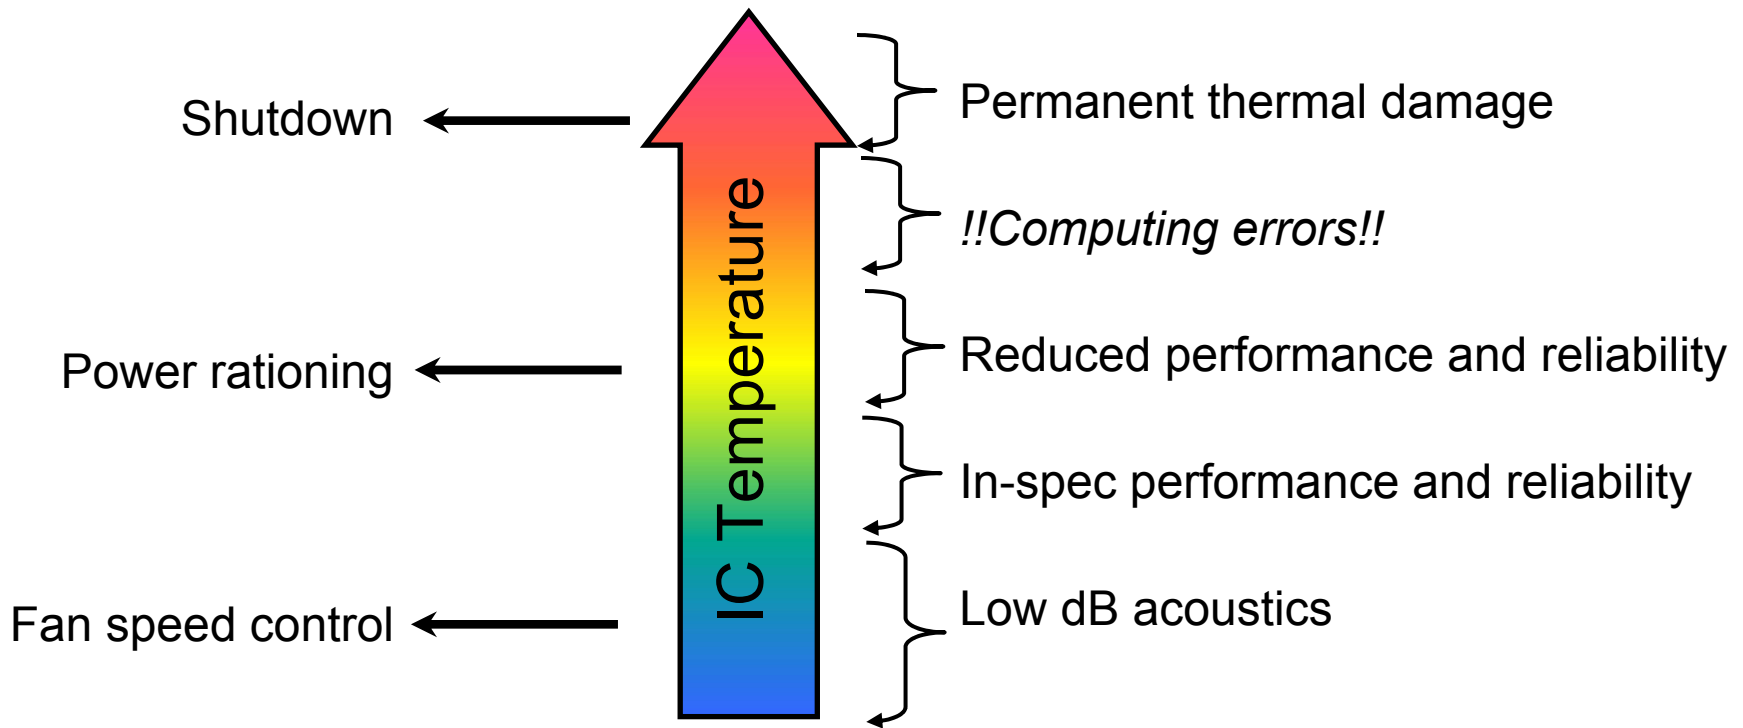 Shutdown
Power rationing
Fan speed control
IC Temperature
Permanent thermal damage
!!Computing errors!!
Reduced performance and reliability
In-spec performance and reliability
Low dB acoustics